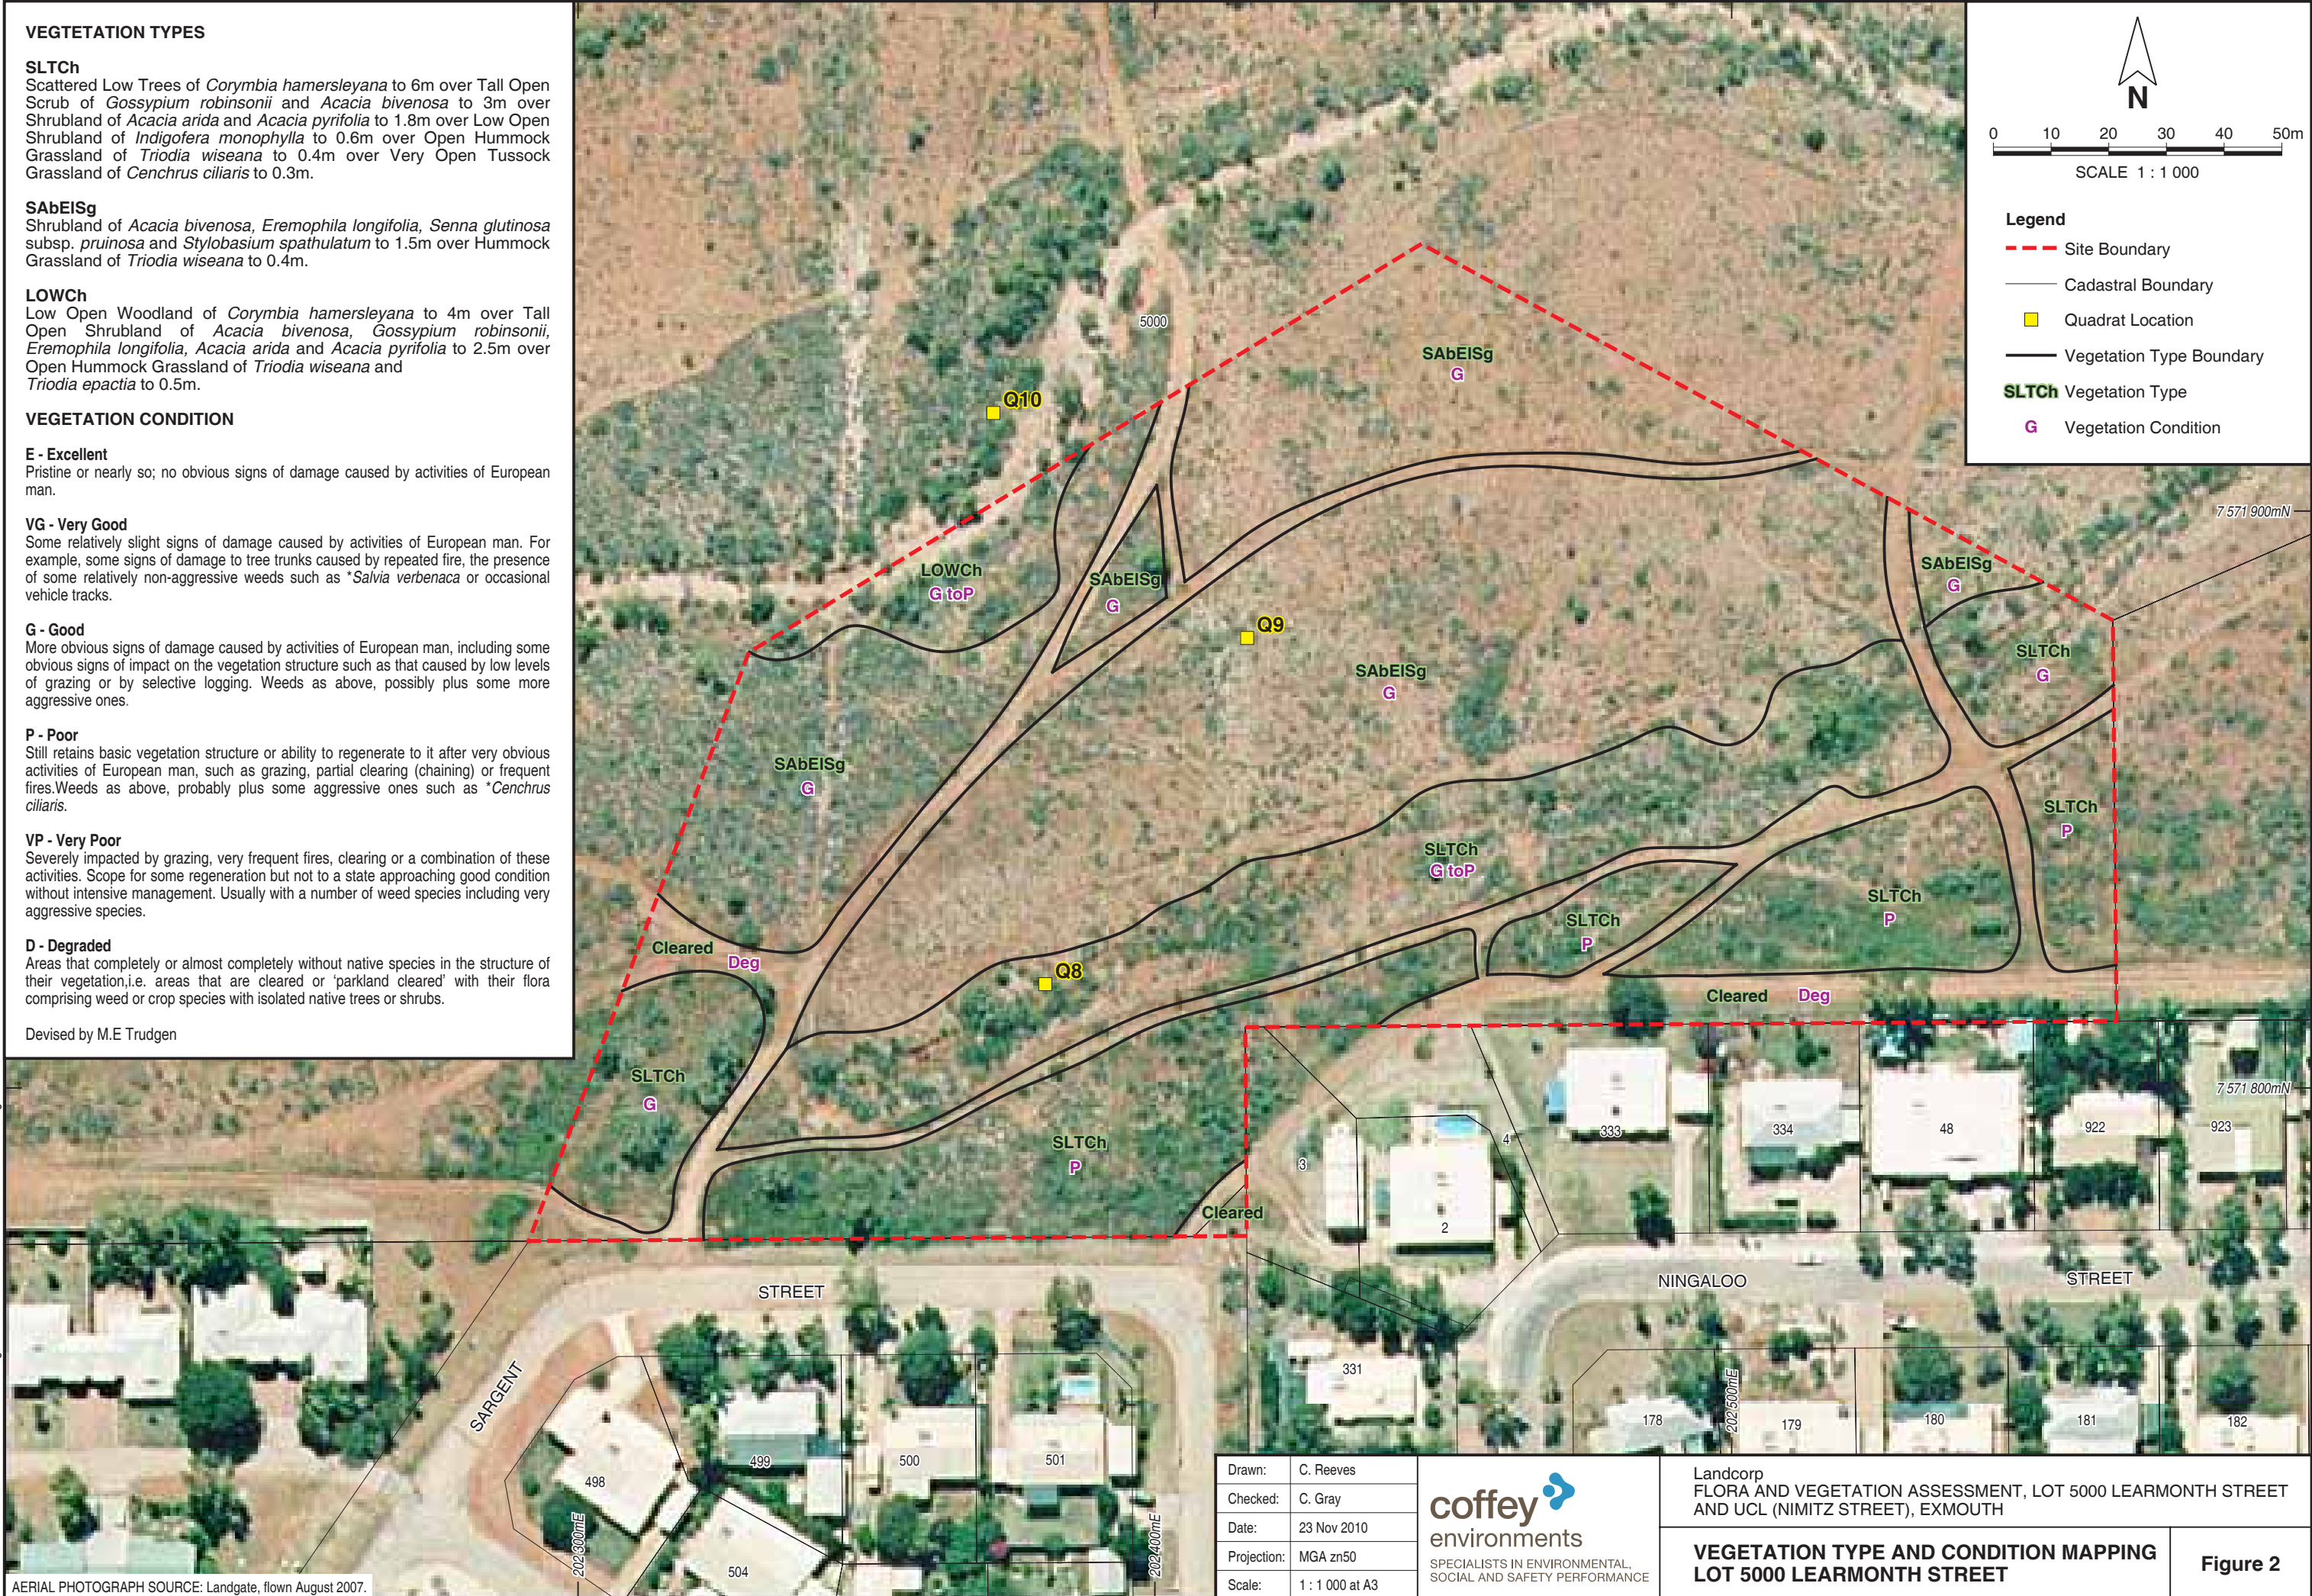 VEGTETATION TYPES
SLTCh
Scattered Low Trees of Corymbia hamersleyana to 6m over Tall Open
Scrub of Gossypium robinsonii and Acacia bivenosa to 3m over
Shrubland of Acacia arida and Acacia pyrifolia to 1.8m over Low Open
Shrubland of Indigofera monophylla to 0.6m over Open Hummock
Grassland of Triodia wiseana to 0.4m over Very Open Tussock
Grassland of Cenchrus ciliaris to 0.3m.
SAbElSg
Shrubland of Acacia bivenosa, Eremophila longifolia, Senna glutinosa
subsp. pruinosa and Stylobasium spathulatum to 1.5m over Hummock
Grassland of Triodia wiseana to 0.4m.
LOWCh
Low Open Woodland of Corymbia hamersleyana to 4m over Tall
Open Shrubland of Acacia bivenosa, Gossypium robinsonii,
Eremophila longifolia, Acacia arida and Acacia pyrifolia to 2.5m over
Open Hummock Grassland of Triodia wiseana and
Triodia epactia to 0.5m.
VEGETATION CONDITION
E - Excellent
Pristine or nearly so; no obvious signs of damage caused by activities of European
man.
VG - Very Good
Some relatively slight signs of damage caused by activities of European man. For
example, some signs of damage to tree trunks caused by repeated fire, the presence
of some relatively non-aggressive weeds such as *Salvia verbenaca or occasional
vehicle tracks.
G - Good
More obvious signs of damage caused by activities of European man, including some
obvious signs of impact on the vegetation structure such as that caused by low levels
of grazing or by selective logging. Weeds as above, possibly plus some more
aggressive ones.
P - Poor
Still retains basic vegetation structure or ability to regenerate to it after very obvious
activities of European man, such as grazing, partial clearing (chaining) or frequent
fires.Weeds as above, probably plus some aggressive ones such as *Cenchrus
ciliaris.
VP - Very Poor
Severely impacted by grazing, very frequent fires, clearing or a combination of these
activities. Scope for some regeneration but not to a state approaching good condition
without intensive management. Usually with a number of weed species including very
aggressive species.
D - Degraded
Areas that completely or almost completely without native species in the structure of
their vegetation,i.e. areas that are cleared or 'parkland cleared' with their flora
comprising weed or crop species with isolated native trees or shrubs.
Devised by M.E Trudgen
N
0 10 20 30 40 50m
SCALE 1 : 1 000
Legend
Site Boundary
Cadastral Boundary
Quadrat Location
Vegetation Type Boundary
SLTCh Vegetation Type
G Vegetation Condition
5000
SAbElSg
G
Q10
7 571 900mN
LOWCh
G toP
SAbElSg
G
SAbElSg
G
Q9
SAbElSg
G
SLTCh
G
SAbElSg
G
SLTCh
P
SLTCh
G toP
SLTCh
P
SLTCh
P
Cleared
Deg
Q8
Cleared Deg
SLTCh
G
SLTCh
P
Cleared
7 571 800mN
3
2
4
333
334
48
922
923
STREET
NINGALOO
STREET
SARGENT
331
498
499
500
501
504
178
179
180
181
182
202 300mE
202 400mE
202 500mE
AERIAL PHOTOGRAPH SOURCE: Landgate, flown August 2007.
Drawn: C. Reeves
Checked: C. Gray
Date: 23 Nov 2010
Projection: MGA zn50
Scale: 1 : 1 000 at A3
coffey
environments
SPECIALISTS IN ENVIRONMENTAL,
SOCIAL AND SAFETY PERFORMANCE
Landcorp
FLORA AND VEGETATION ASSESSMENT, LOT 5000 LEARMONTH STREET
AND UCL (NIMITZ STREET), EXMOUTH
VEGETATION TYPE AND CONDITION MAPPING
LOT 5000 LEARMONTH STREET
Figure 2